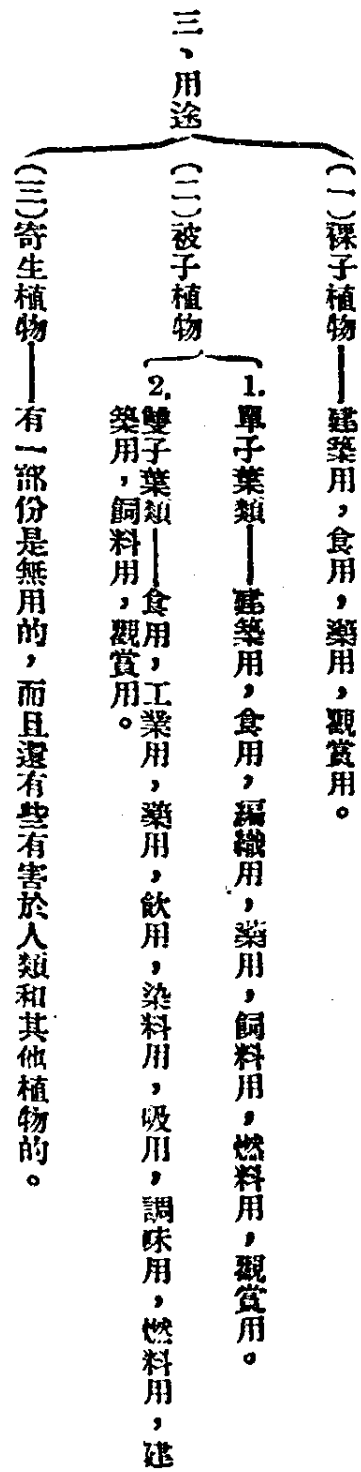 三、用途
(一)裸子植物——建築用，食用，藥用，觀賞用。
(二)被子植物
1.單子葉類——建築用，食用，編織用，藥用，飼料用，燃料用，觀賞用。
2.雙子葉類——食用，工業用，藥用，飲用，染料用，吸用，調味用，燃料用，建
築用，飼料用，觀賞用。
(三)寄生植物——有一部份是無用的，而且還有些有害於人類和其他植物的。